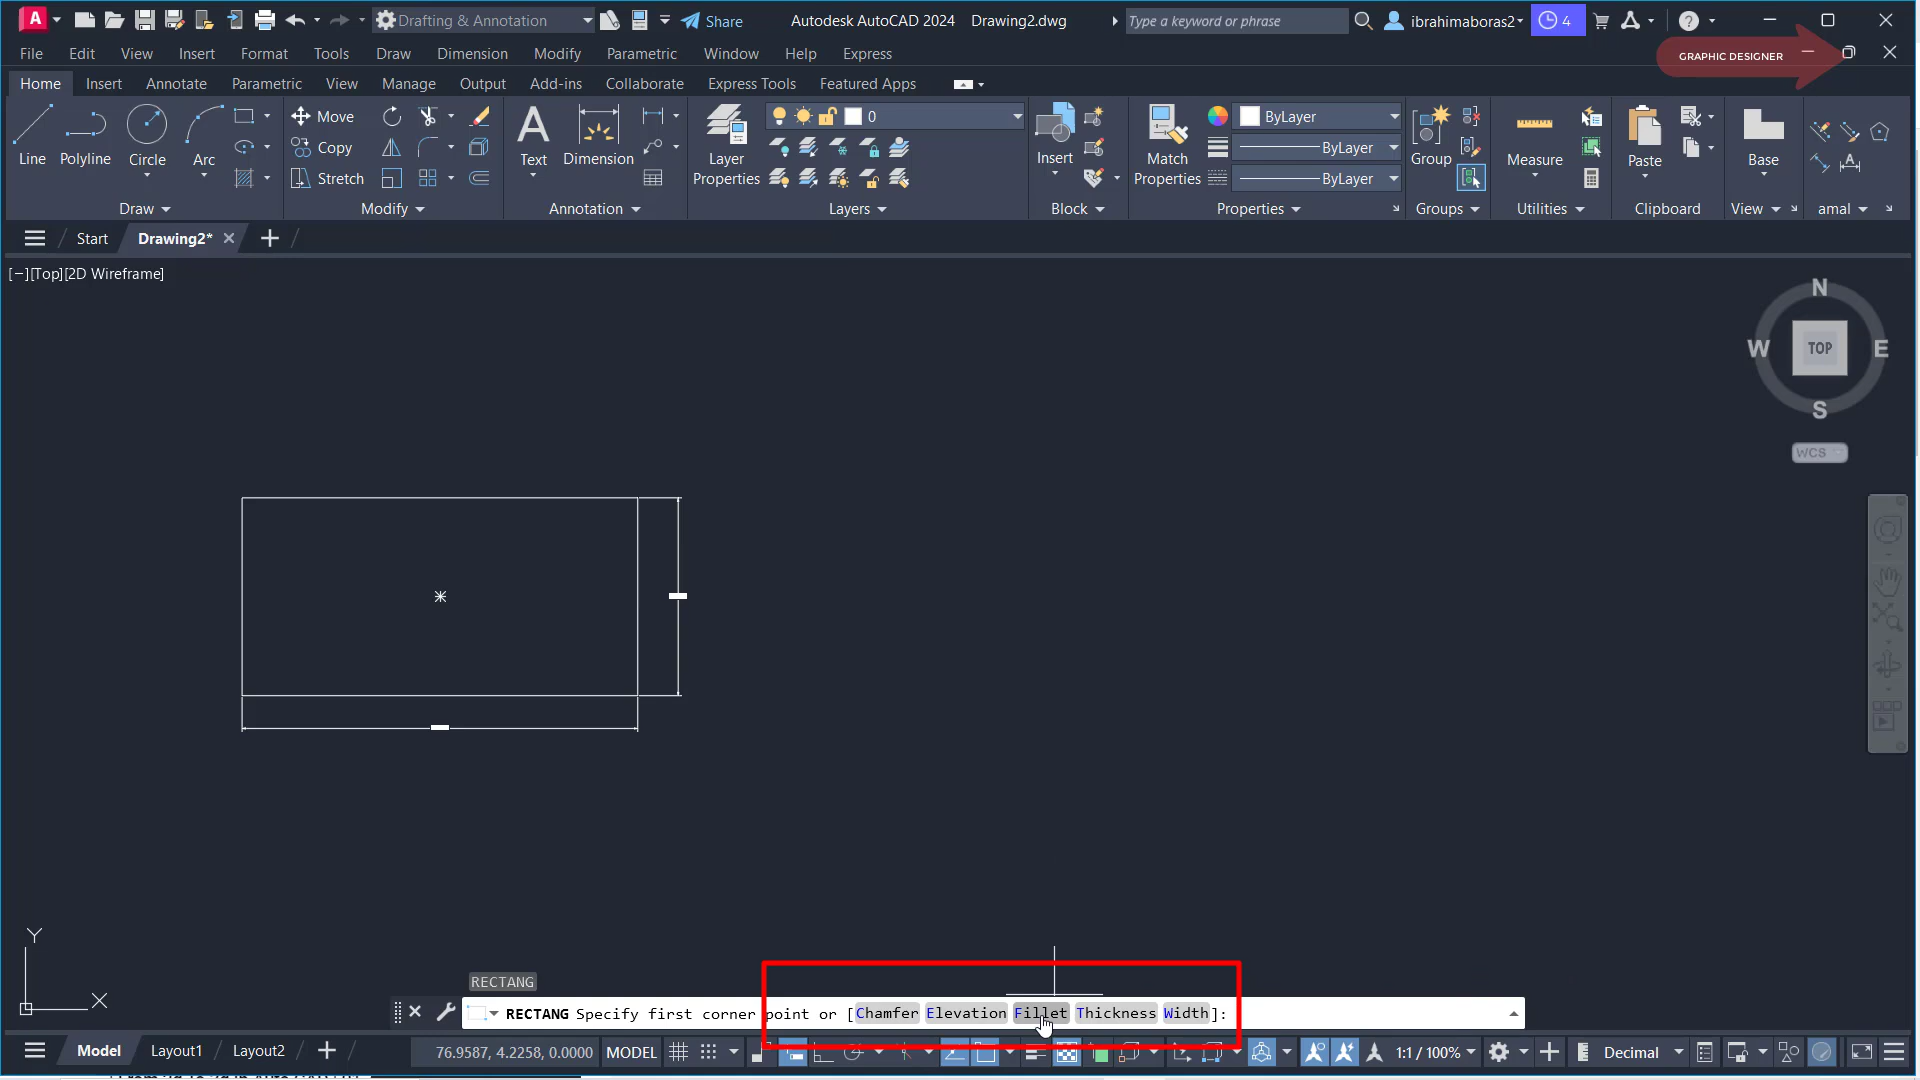 A Drafting & Annotation Share Autodesk AutoCAD 2024 Drawing2.dwg Type a keyword or phrase ibrahimaboras2 4
File Edit View Insert Format Tools Draw Dimension Modify Parametric Window Help Express
GRAPHIC DESIGNER
Home Insert Annotate Parametric View Manage Output Add-ins Collaborate Express Tools Featured Apps
Move 0 ByLayer
Line Polyline Circle Arc Copy Text Dimension Layer Insert Match ByLayer Group Measure Paste Base
Stretch Properties Properties ByLayer
Draw Modify Annotation Layers Block Properties Groups Utilities Clipboard View amal
Start Drawing2*
[−][Top][2D Wireframe]
N
W TOP E
S
WCS
Y
X
RECTANG
RECTANG Specify first corner point or [Chamfer Elevation Fillet Thickness Width]:
Model Layout1 Layout2 76.9587, 4.2258, 0.0000 MODEL 1:1 / 100% Decimal